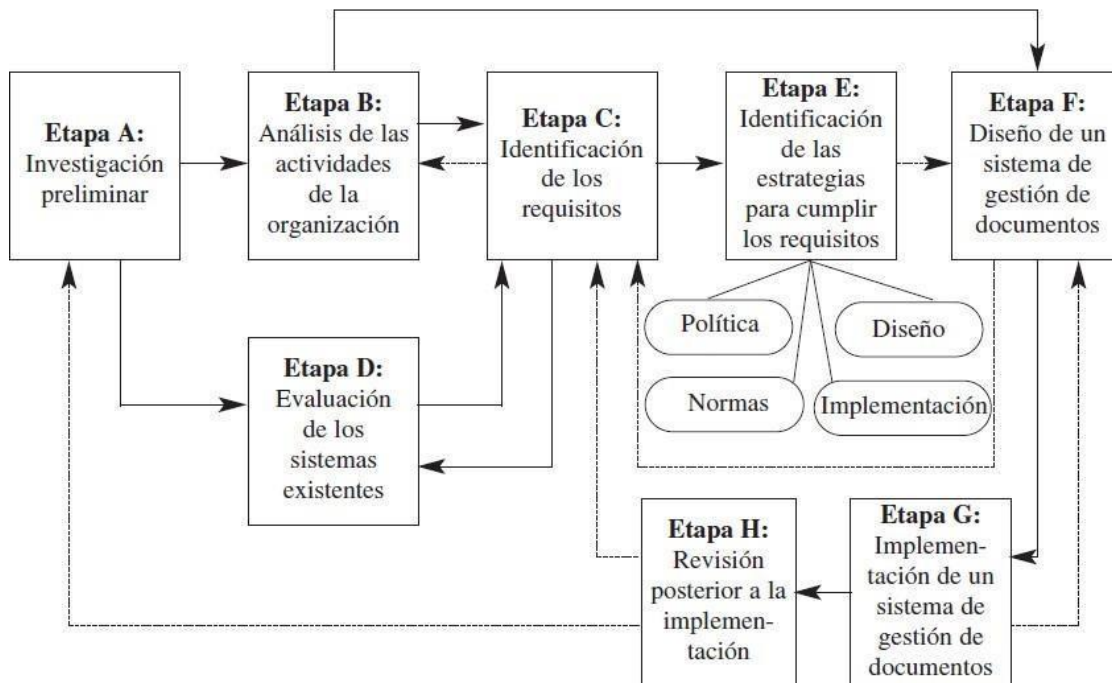 Etapa A:
Investigación
preliminar
Etapa B:
Análisis de las
actividades
de la
organización
Etapa C:
Identificación
de los
requisitos
Etapa E:
Identificación
de las
estrategias
para cumplir
los requisitos
Etapa F:
Diseño de un
sistema de
gestión de
documentos
Política
Diseño
Normas
Implementación
Etapa D:
Evaluación
de los
sistemas
existentes
Etapa H:
Revisión
posterior a la
implemen-
tación
Etapa G:
Implemen-
tación de un
sistema de
gestión de
documentos